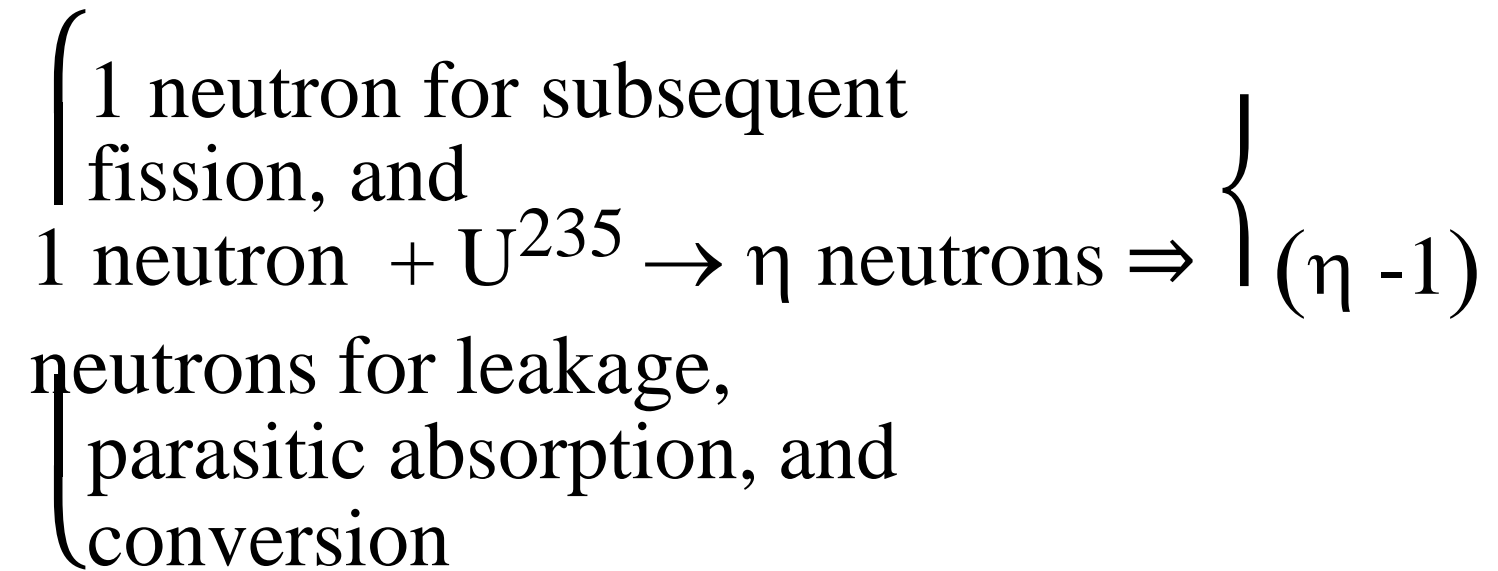 1 neutron for subsequent
fission, and
1 neutron + U²³⁵ → η neutrons ⇒ { (η -1)
neutrons for leakage,
parasitic absorption, and
conversion